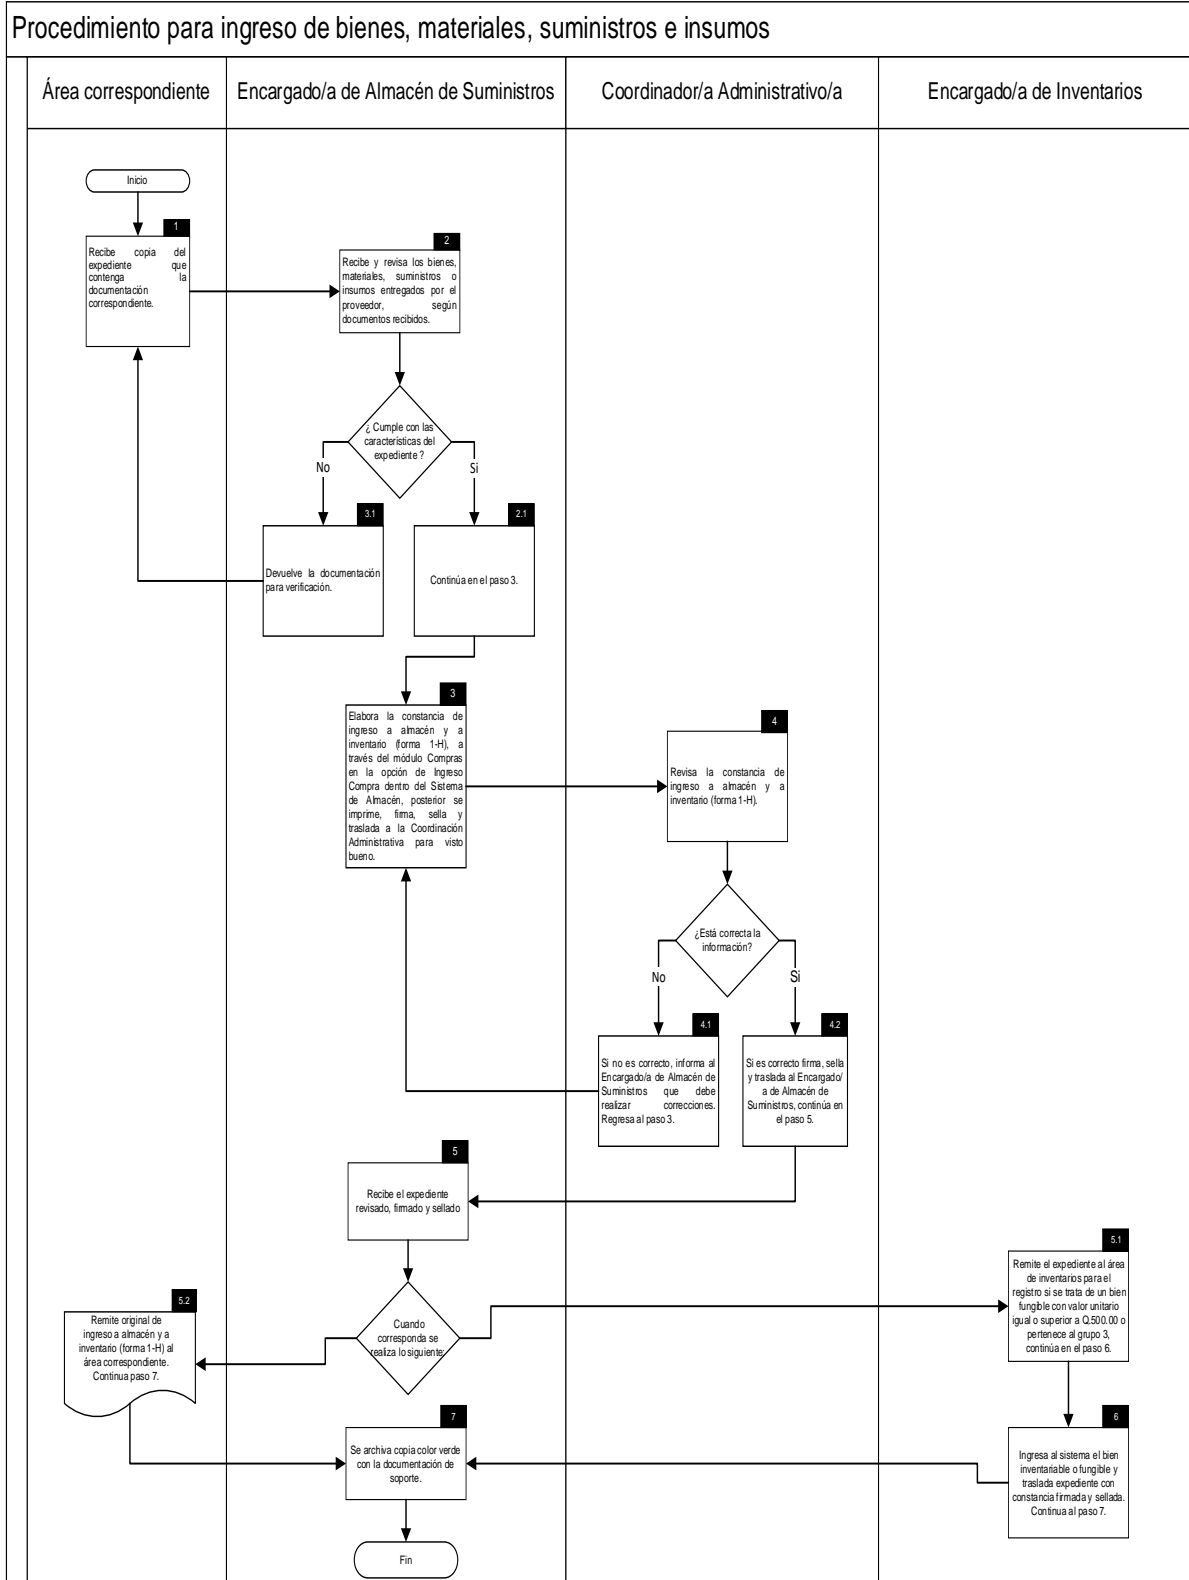 Procedimiento para ingreso de bienes, materiales, suministros e insumos
Área correspondiente
Encargado/a de Almacén de Suministros
Coordinador/a Administrativo/a
Encargado/a de Inventarios
Inicio
1
Recibe copia del
expediente que
contenga la
documentación
correspondiente.
2
Recibe y revisa los bienes,
materiales, suministros o
insumos entregados por el
proveedor, según
documentos recibidos.
¿ Cumple con las
características del
expediente ?
No
Si
3.1
Devuelve la documentación
para verificación.
2.1
Continúa en el paso 3.
3
Elabora la constancia de
ingreso a almacén y a
inventario (forma 1-H), a
través del módulo Compras
en la opción de Ingreso
Compra dentro del Sistema
de Almacén, posterior se
imprime, firma, sella y
traslada a la Coordinación
Administrativa para visto
bueno.
4
Revisa la constancia de
ingreso a almacén y a
inventario (forma 1-H).
¿Está correcta la
información?
No
Si
4.1
Si no es correcto, informa al
Encargado/a de Almacén de
Suministros que debe
realizar correcciones.
Regresa al paso 3.
4.2
Si es correcto firma, sella
y traslada al Encargado/
a de Almacén de
Suministros, continúa en
el paso 5.
5
Recibe el expediente
revisado, firmado y sellado
Cuando
corresponda se
realiza lo siguiente:
5.1
Remite el expediente al área
de inventarios para el
registro si se trata de un bien
fungible con valor unitario
igual o superior a Q.500.00 o
pertenece al grupo 3,
continúa en el paso 6.
5.2
Remite original de
ingreso a almacén y a
inventario (forma 1-H) al
área correspondiente.
Continua paso 7.
6
Ingresa al sistema el bien
inventariable o fungible y
traslada expediente con
constancia firmada y sellada.
Continua al paso 7.
7
Se archiva copia color verde
con la documentación de
soporte.
Fin